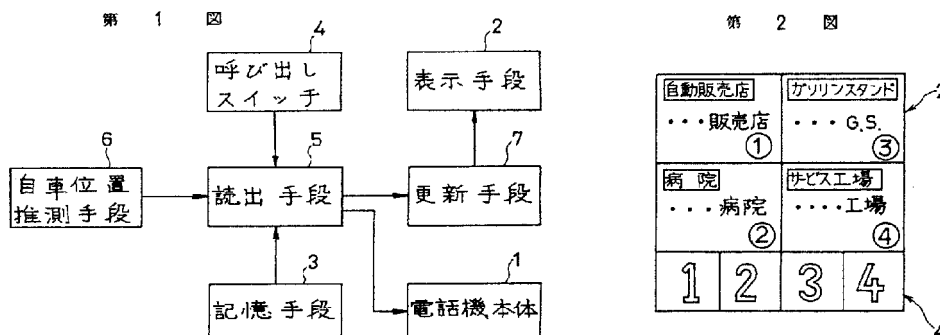 第 1 図
4
呼び出し
スイッチ
2
表示手段
6
自車位置
推測手段
5
読出手段
7
更新手段
3
記憶手段
1
電話機本体
第 2 図
自動販売店
・・・販売店
①
ガソリンスタンド
・・・ G.S.
③
2
病院
・・・病院
②
サービス工場
・・・・工場
④
1 2 3 4
4